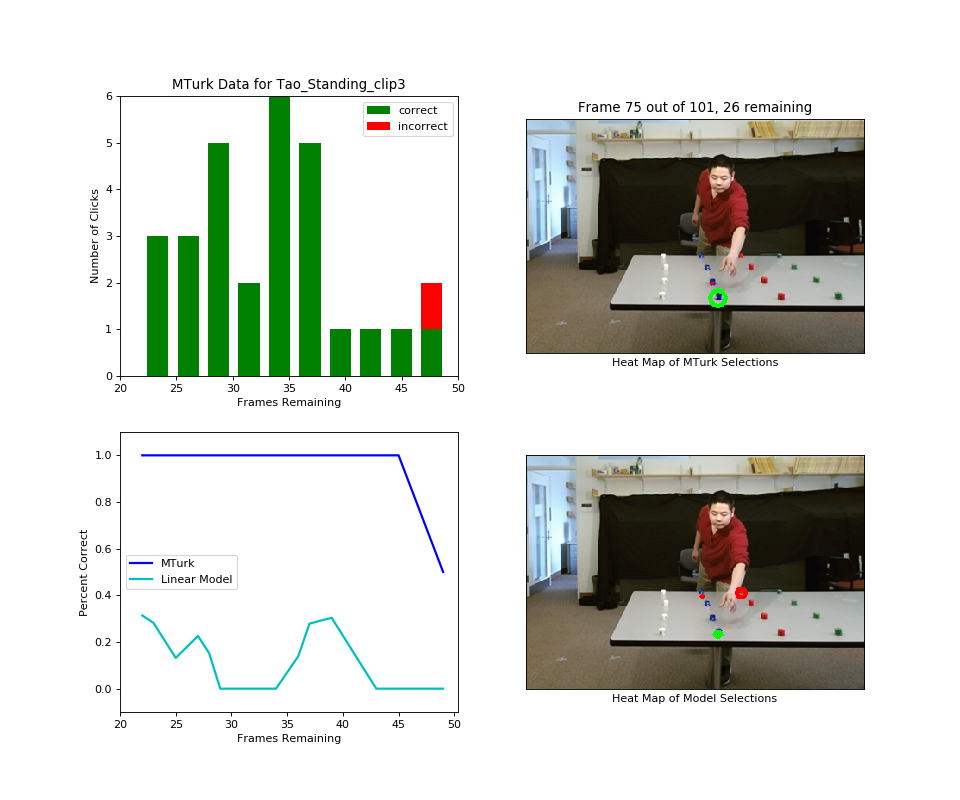 MTurk Data for Tao_Standing_clip3
6
5
4
3
2
1
0
Number of Clicks
correct
incorrect
20 25 30 35 40 45 50
Frames Remaining
Frame 75 out of 101, 26 remaining
Heat Map of MTurk Selections
1.0
0.8
0.6
0.4
0.2
0.0
Percent Correct
MTurk
Linear Model
20 25 30 35 40 45 50
Frames Remaining
Heat Map of Model Selections